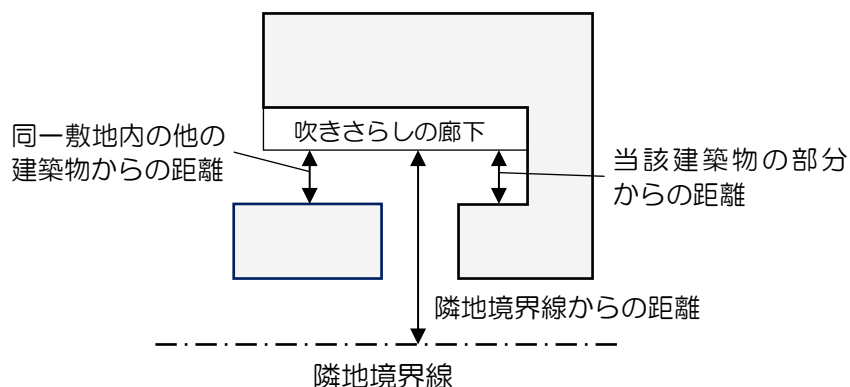 吹きさらしの廊下
同一敷地内の他の
建築物からの距離
当該建築物の部分
からの距離
隣地境界線からの距離
隣地境界線